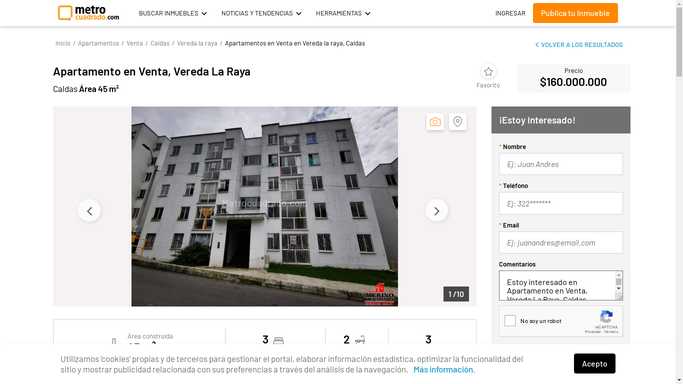 metro
cuadrado.com
BUSCAR INMUEBLES
NOTICIAS Y TENDENCIAS
HERRAMIENTAS
INGRESAR
Publica tu Inmueble
Inicio / Apartamentos / Venta / Caldas / Vereda la raya / Apartamentos en Venta en Vereda la raya, Caldas
VOLVER A LOS RESULTADOS
Apartamento en Venta, Vereda La Raya
Caldas Área 45 m²
Favorito
Precio
$160.000.000
Metrocuadrado.com
MERINO
1 / 10
¡Estoy Interesado!
* Nombre
Ej: Juan Andres
* Teléfono
Ej: 322*******
* Email
Ej: juanandres@email.com
Comentarios
Estoy interesado en
Apartamento en Venta,
Vereda La Raya, Caldas
No soy un robot
reCAPTCHA
Privacidad - Términos
Área construida
3
2
3
Utilizamos 'cookies' propias y de terceros para gestionar el portal, elaborar información estadística, optimizar la funcionalidad del
sitio y mostrar publicidad relacionada con sus preferencias a través del análisis de la navegación. Más información.
Acepto